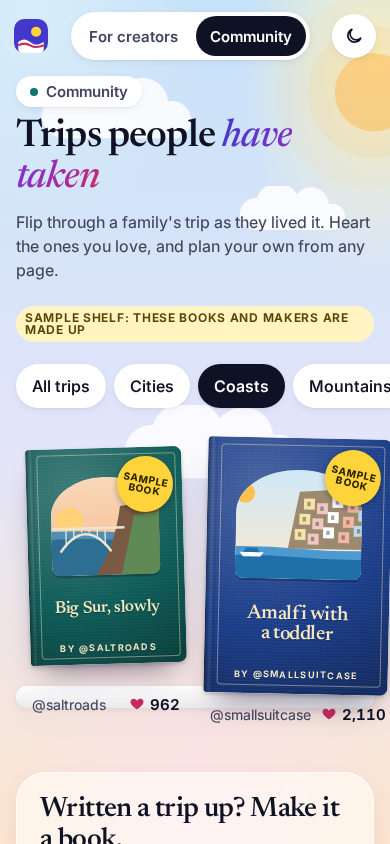 For creators
Community
Community
Trips people have
taken
Flip through a family's trip as they lived it. Heart
the ones you love, and plan your own from any
page.
SAMPLE SHELF: THESE BOOKS AND MAKERS ARE
MADE UP
All trips
Cities
Coasts
Mountains
SAMPLE
BOOK
Big Sur, slowly
BY @SALTROADS
SAMPLE
BOOK
Amalfi with
a toddler
BY @SMALLSUITCASE
@saltroads
962
@smallsuitcase
2,110
Written a trip up? Make it
a book.